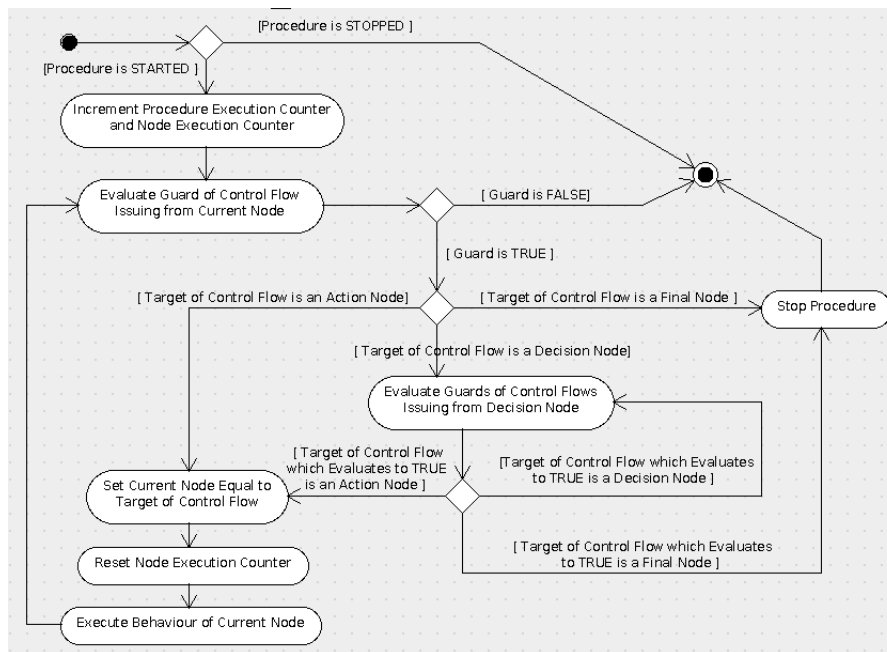 [Procedure is STOPPED ]
[Procedure is STARTED ]
Increment Procedure Execution Counter
and Node Execution Counter
Evaluate Guard of Control Flow
Issuing from Current Node
[ Guard is FALSE]
[ Guard is TRUE ]
[ Target of Control Flow is an Action Node]
[ Target of Control Flow is a Final Node ]
Stop Procedure
[ Target of Control Flow is a Decision Node]
Evaluate Guards of Control Flows
Issuing from Decision Node
[ Target of Control Flow
which Evaluates to TRUE
is an Action Node ]
[Target of Control Flow which Evaluates
to TRUE is a Decision Node ]
Set Current Node Equal to
Target of Control Flow
[ Target of Control Flow which Evaluates
to TRUE is a Final Node ]
Reset Node Execution Counter
Execute Behaviour of Current Node